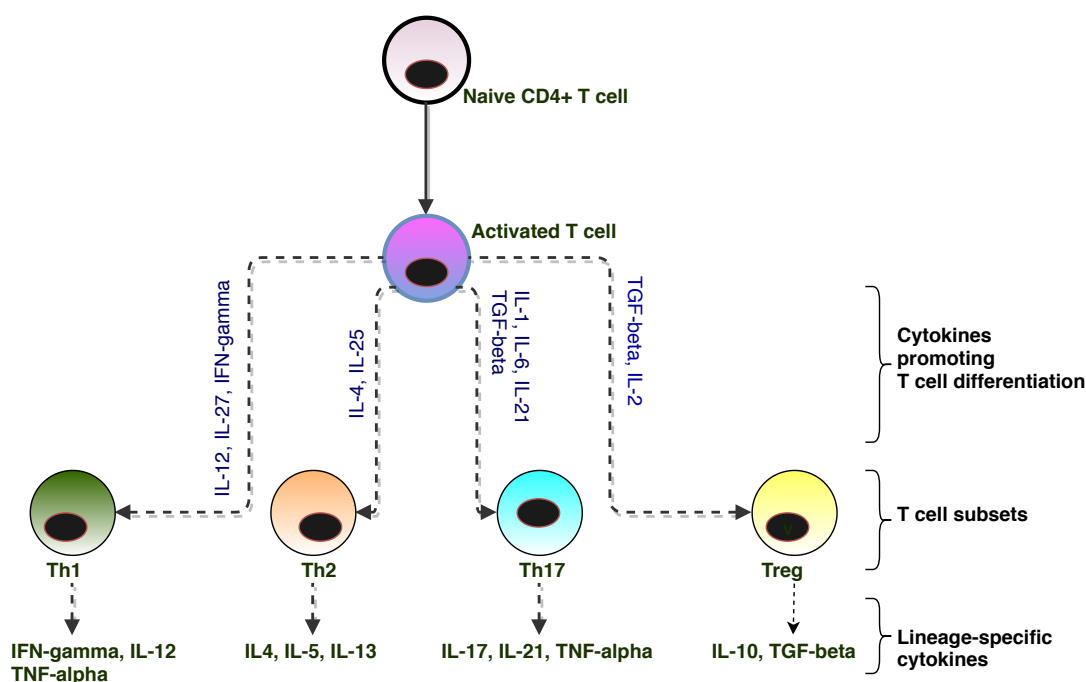 Naive CD4+ T cell
Activated T cell
IL-12, IL-27, IFN-gamma
IL-4, IL-25
IL-1, IL-6, IL-21
TGF-beta
TGF-beta, IL-2
Cytokines
promoting
T cell differentiation
Th1
Th2
Th17
Treg
v
T cell subsets
IFN-gamma, IL-12
TNF-alpha
IL4, IL-5, IL-13
IL-17, IL-21, TNF-alpha
IL-10, TGF-beta
Lineage-specific
cytokines